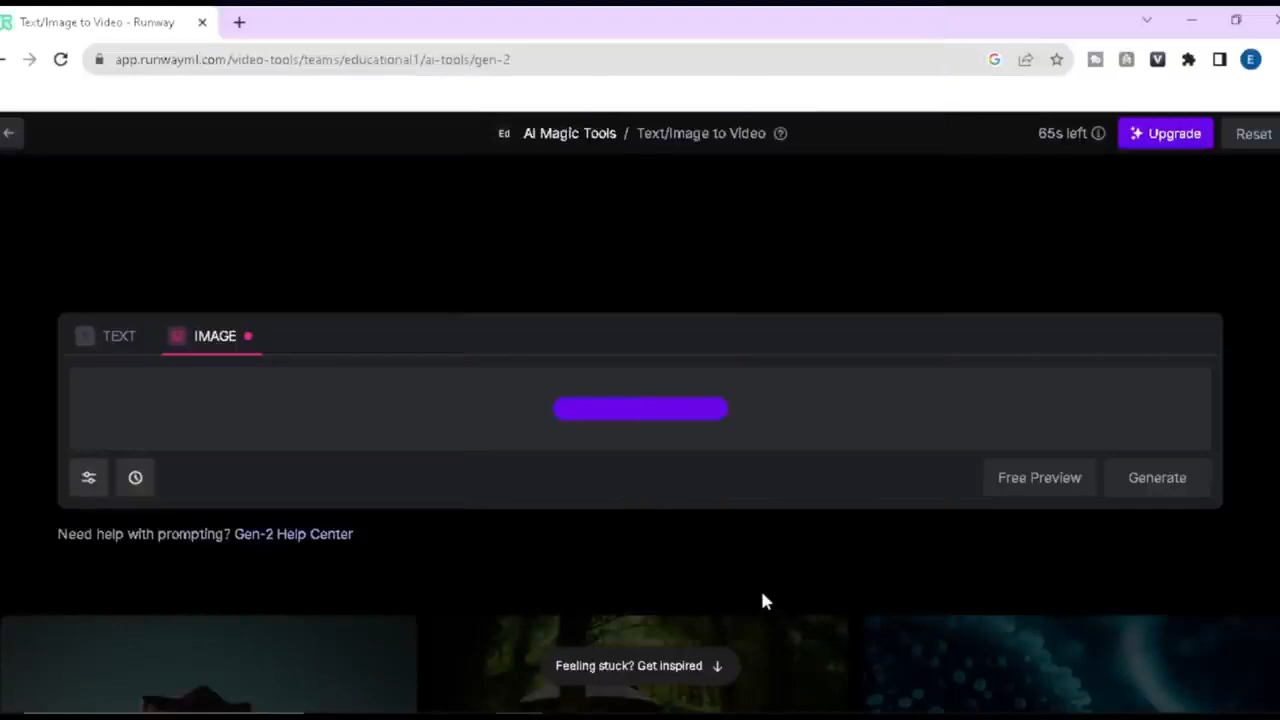 Text/Image to Video - Runway
app.runwayml.com/video-tools/teams/educational1/ai-tools/gen-2
E
Ed AI Magic Tools / Text/Image to Video
65s left
Upgrade
Reset
TEXT
IMAGE
Free Preview
Generate
Need help with prompting? Gen-2 Help Center
Feeling stuck? Get inspired